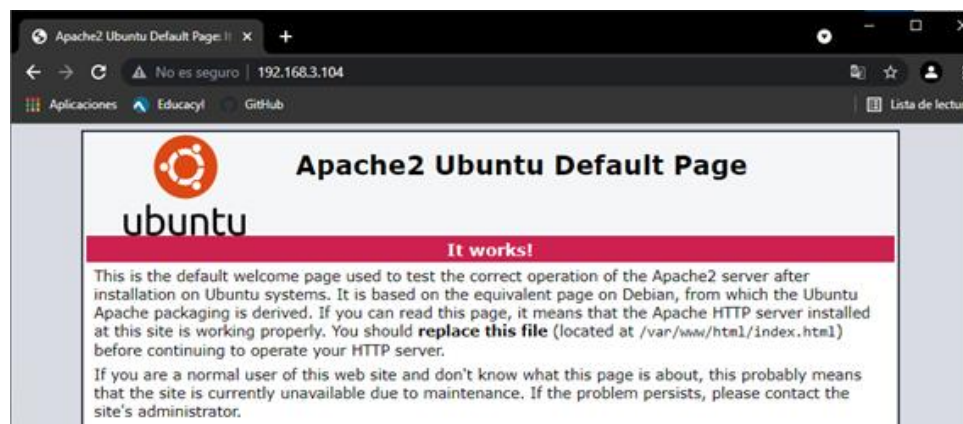 Apache2 Ubuntu Default Page: It
No es seguro | 192.168.3.104
Aplicaciones Educacyl GitHub Lista de lectur
Apache2 Ubuntu Default Page
ubuntu
It works!
This is the default welcome page used to test the correct operation of the Apache2 server after
installation on Ubuntu systems. It is based on the equivalent page on Debian, from which the Ubuntu
Apache packaging is derived. If you can read this page, it means that the Apache HTTP server installed
at this site is working properly. You should replace this file (located at /var/www/html/index.html)
before continuing to operate your HTTP server.
If you are a normal user of this web site and don't know what this page is about, this probably means
that the site is currently unavailable due to maintenance. If the problem persists, please contact the
site's administrator.